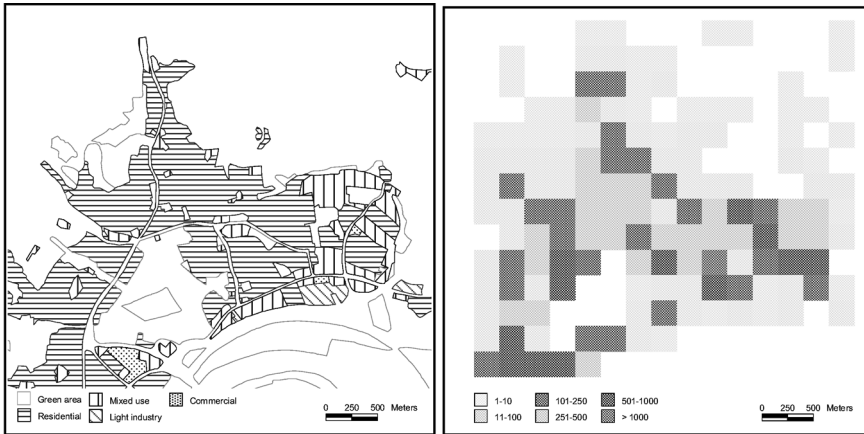 Green area Mixed use Commercial
Residential Light industry
0 250 500 Meters
1-10 101-250 501-1000
11-100 251-500 > 1000
0 250 500 Meters